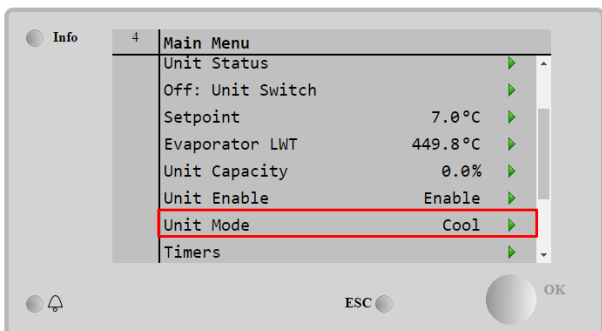 Info
4 Main Menu
Unit Status
Off: Unit Switch
Setpoint 7.0°C
Evaporator LWT 449.8°C
Unit Capacity 0.0%
Unit Enable Enable
Unit Mode Cool
Timers
ESC
OK